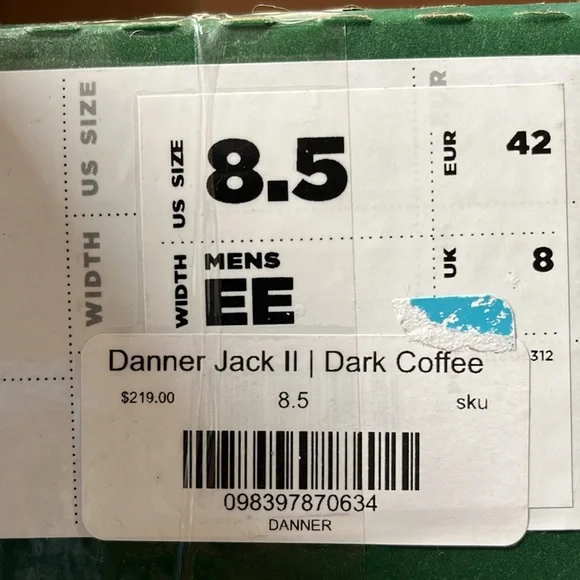 US SIZE
R
US SIZE
8.5
EUR
42
WIDTH
WIDTH
MENS
EE
UK
8
312
Danner Jack II | Dark Coffee
$219.00 8.5 sku
098397870634
DANNER